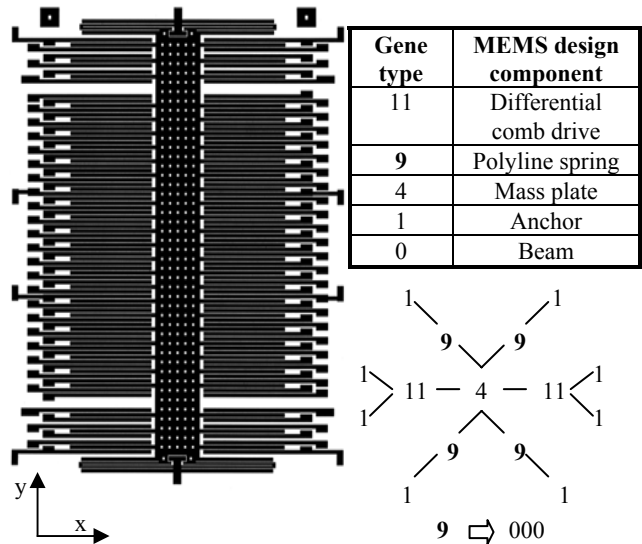 Gene type MEMS design component
11 Differential comb drive
9 Polyline spring
4 Mass plate
1 Anchor
0 Beam
1 1
9 9
1 11 4 11 1
1 1
9 9
1 1
9 ⇨ 000
y
x